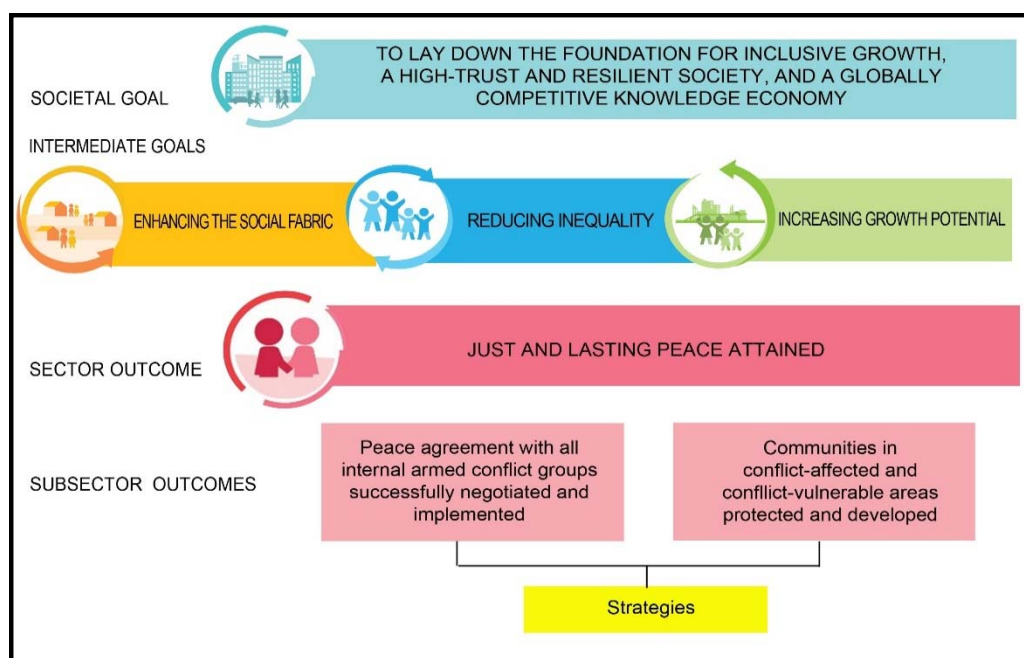 TO LAY DOWN THE FOUNDATION FOR INCLUSIVE GROWTH,
A HIGH-TRUST AND RESILIENT SOCIETY, AND A GLOBALLY
COMPETITIVE KNOWLEDGE ECONOMY
SOCIETAL GOAL
INTERMEDIATE GOALS
ENHANCING THE SOCIAL FABRIC
REDUCING INEQUALITY
INCREASING GROWTH POTENTIAL
JUST AND LASTING PEACE ATTAINED
SECTOR OUTCOME
Peace agreement with all
internal armed conflict groups
successfully negotiated and
implemented
Communities in
conflict-affected and
confllict-vulnerable areas
protected and developed
SUBSECTOR OUTCOMES
Strategies